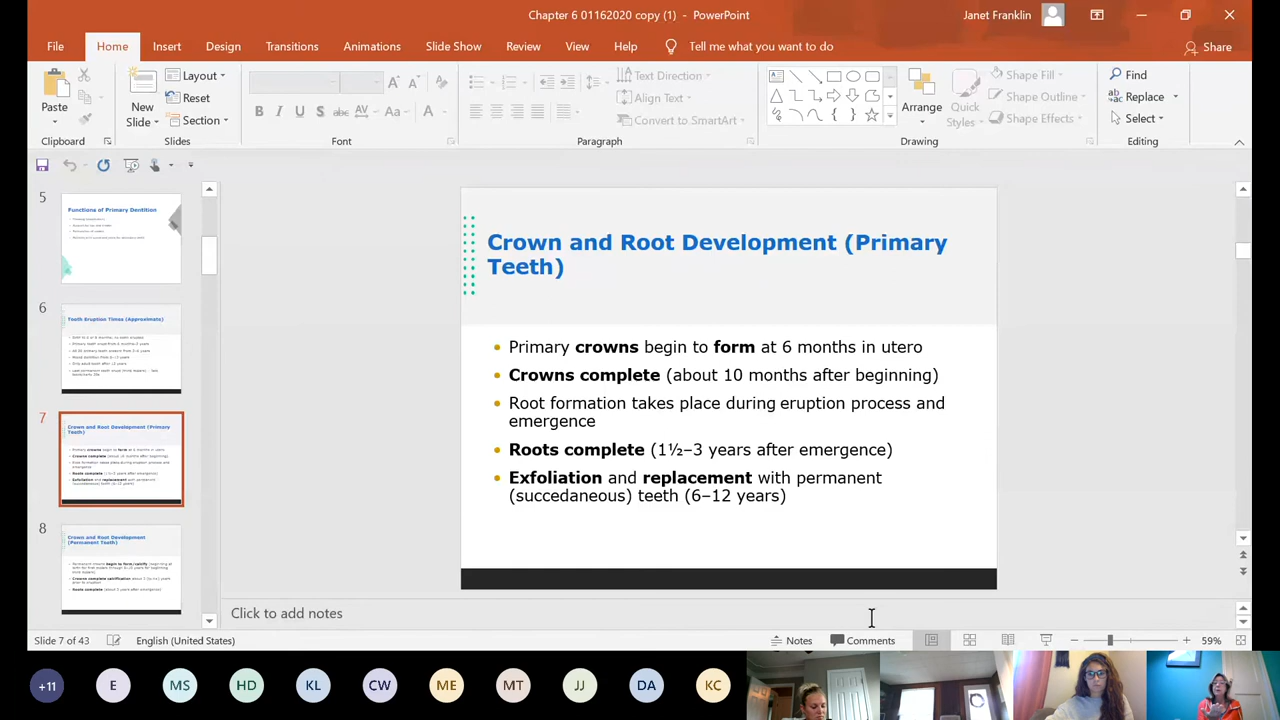 Chapter 6 01162020 copy (1) - PowerPoint
Janet Franklin
File Home Insert Design Transitions Animations Slide Show Review View Help Tell me what you want to do Share
Paste
Clipboard
New Slide
Layout
Reset
Section
Slides
B I U S abc AV Aa A
Font
Text Direction
Align Text
Convert to SmartArt
Paragraph
Arrange
Quick Styles
Shape Fill
Shape Outline
Shape Effects
Drawing
Find
Replace
Select
Editing
5
Functions of Primary Dentition
6
Tooth Eruption Times (Approximate)
7
Crown and Root Development (Primary
Teeth)
8
Crown and Root Development
(Permanent Teeth)
Crown and Root Development (Primary
Teeth)
Primary crowns begin to form at 6 months in utero
Crowns complete (about 10 months after beginning)
Root formation takes place during eruption process and
emergence
Roots complete (1½–3 years after emergence)
Exfoliation and replacement with permanent
(succedaneous) teeth (6–12 years)
Click to add notes
Slide 7 of 43 English (United States) Notes Comments 59%
+11 E MS HD KL CW ME MT JJ DA KC